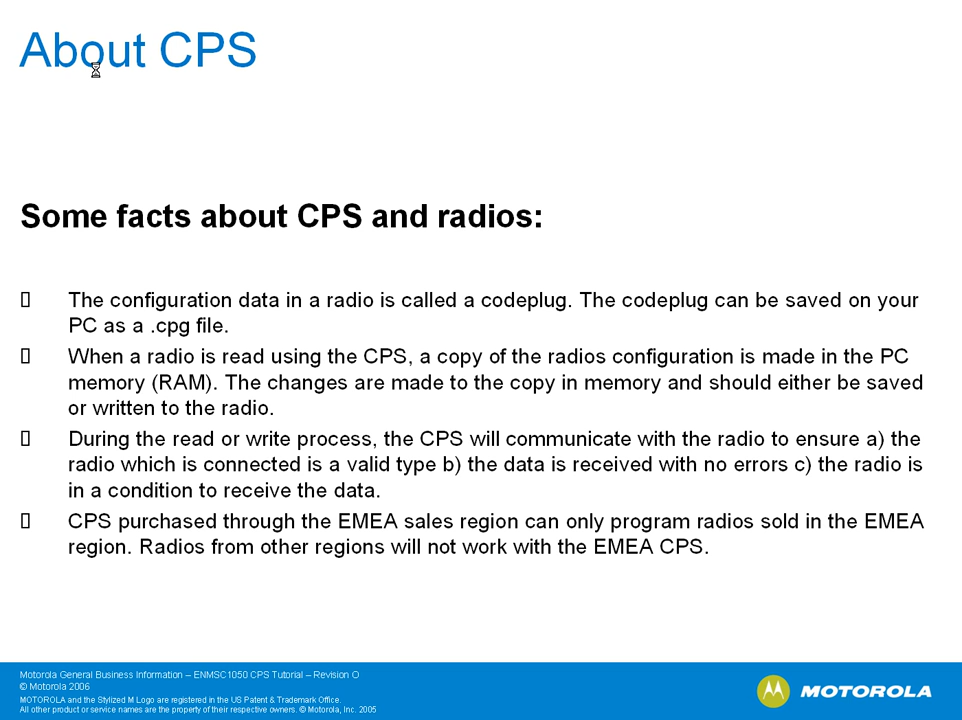 About CPS
Some facts about CPS and radios:
The configuration data in a radio is called a codeplug. The codeplug can be saved on your
PC as a .cpg file.
When a radio is read using the CPS, a copy of the radios configuration is made in the PC
memory (RAM). The changes are made to the copy in memory and should either be saved
or written to the radio.
During the read or write process, the CPS will communicate with the radio to ensure a) the
radio which is connected is a valid type b) the data is received with no errors c) the radio is
in a condition to receive the data.
CPS purchased through the EMEA sales region can only program radios sold in the EMEA
region. Radios from other regions will not work with the EMEA CPS.
Motorola General Business Information – ENMSC1050 CPS Tutorial – Revision O
© Motorola 2006
MOTOROLA and the Stylized M Logo are registered in the US Patent & Trademark Office.
All other product or service names are the property of their respective owners. © Motorola, Inc. 2005
MOTOROLA